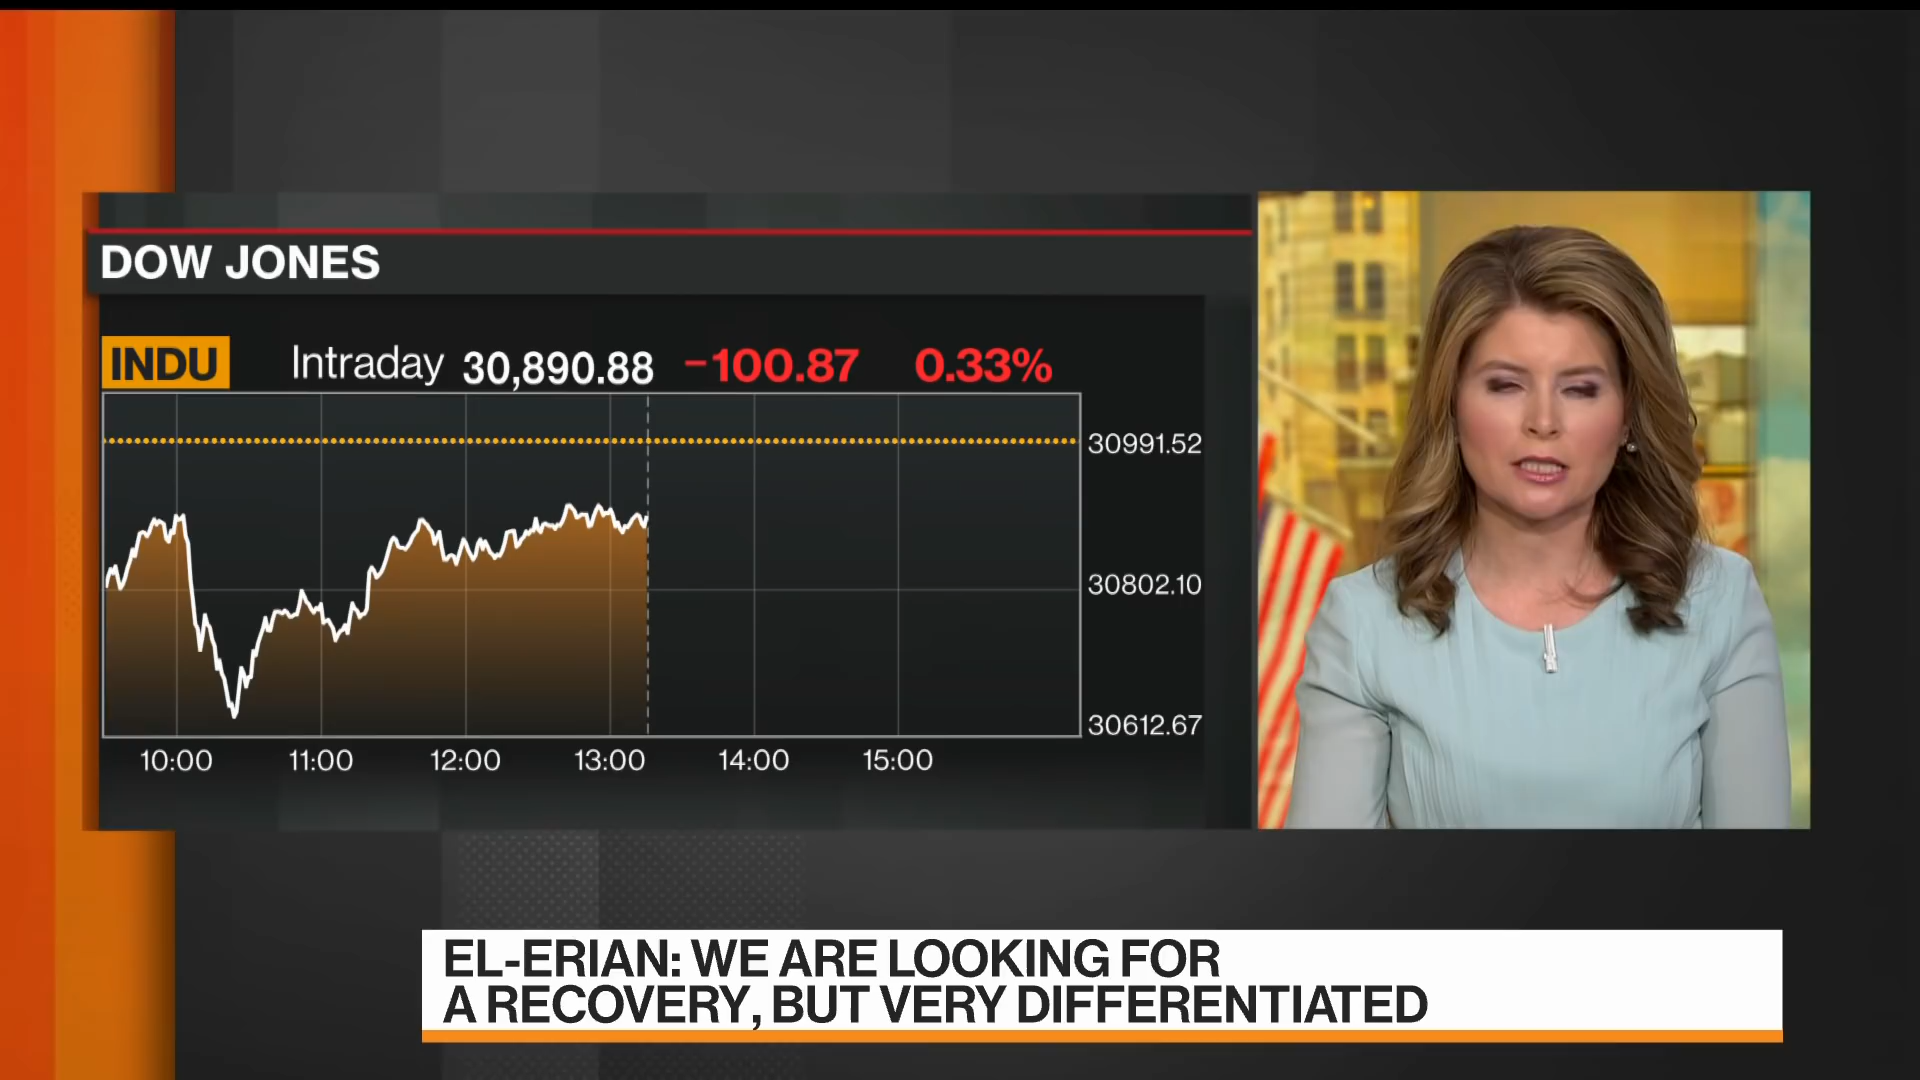 DOW JONES
INDU Intraday 30,890.88 −100.87 0.33%
30991.52
30802.10
30612.67
10:00 11:00 12:00 13:00 14:00 15:00
EL-ERIAN: WE ARE LOOKING FOR
A RECOVERY, BUT VERY DIFFERENTIATED